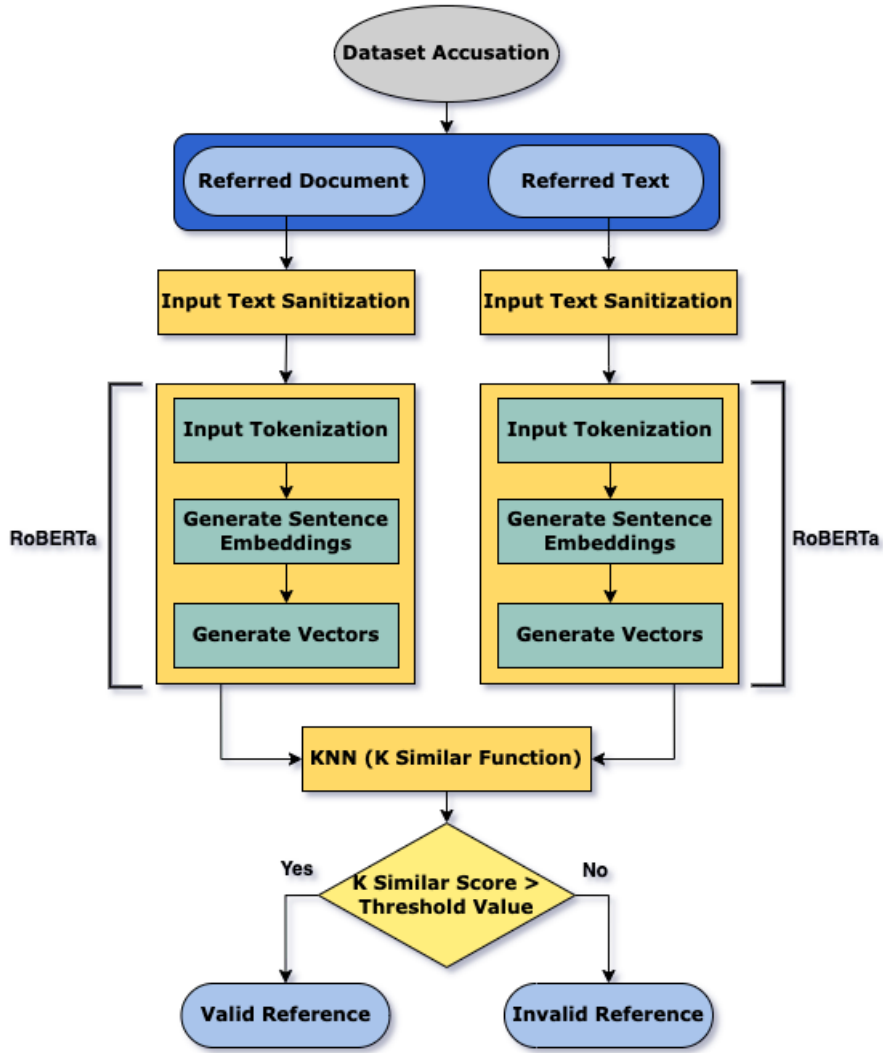 Dataset Accusation
Referred Document
Referred Text
Input Text Sanitization
Input Text Sanitization
RoBERTa
Input Tokenization
Generate Sentence
Embeddings
Generate Vectors
Input Tokenization
Generate Sentence
Embeddings
Generate Vectors
RoBERTa
KNN (K Similar Function)
Yes
K Similar Score >
Threshold Value
No
Valid Reference
Invalid Reference